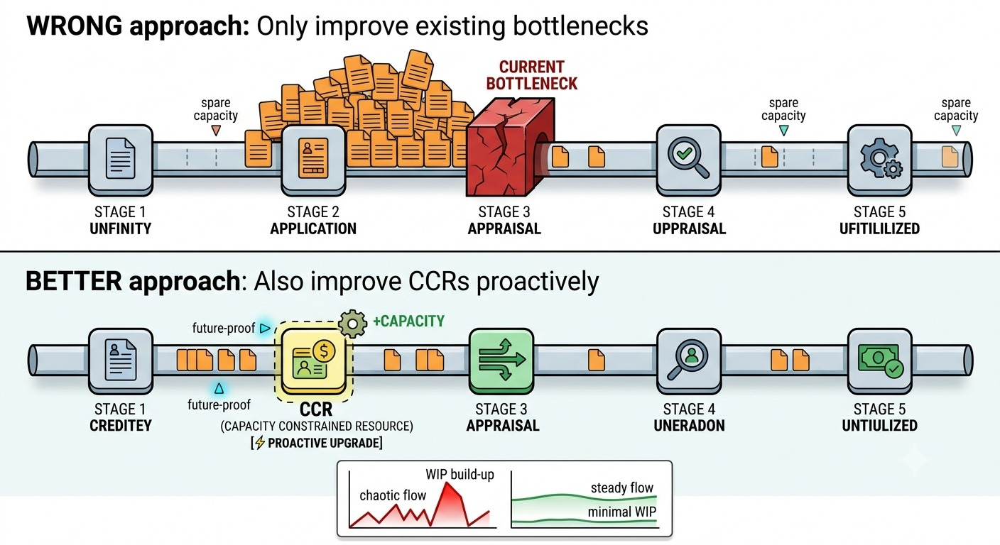 WRONG approach: Only improve existing bottlenecks
CURRENT
BOTTLENECK
spare
capacity
spare
capacity
spare
capacity
STAGE 1
UNFINITY
STAGE 2
APPLICATION
STAGE 3
APPRAISAL
STAGE 4
UPPRAISAL
STAGE 5
UFITILILIZED
BETTER approach: Also improve CCRs proactively
future-proof
+CAPACITY
$
future-proof
STAGE 1
CREDITEY
CCR
(CAPACITY CONSTRAINED RESOURCE)
[⚡ PROACTIVE UPGRADE]
STAGE 3
APPRAISAL
STAGE 4
UNERADON
STAGE 5
UNTIULIZED
WIP build-up
chaotic flow
steady flow
minimal WIP